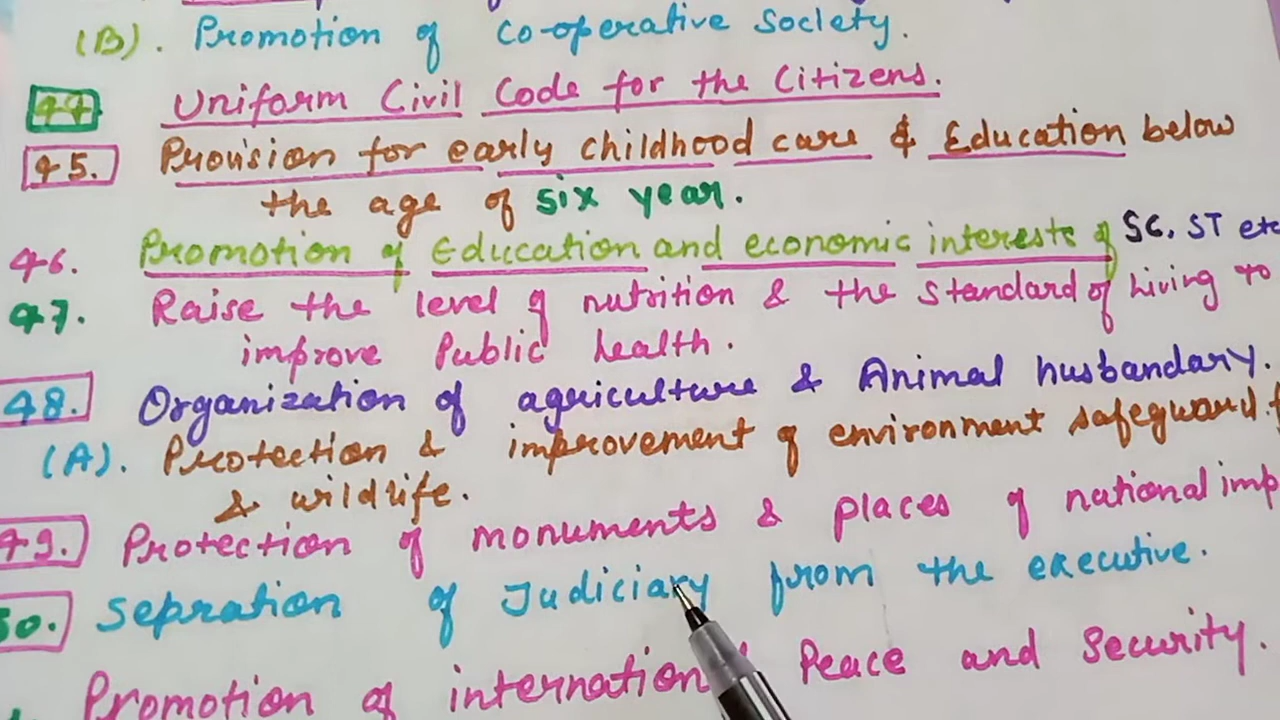 (B). Promotion of co-operative Society.
44 Uniform Civil Code for the Citizens.
45. Provision for early childhood care & Education below
the age of six year.
46. Promotion of Education and economic interests of SC, ST etc
47. Raise the level of nutrition & the standard of living to
improve Public health.
48. Organization of agriculture & Animal husbandary.
(A). Protection & improvement of environment safeguard f
& wildlife.
49. Protection of monuments & places of national imp
50. Sepration of Judiciary from the executive.
Promotion of internation Peace and Security.